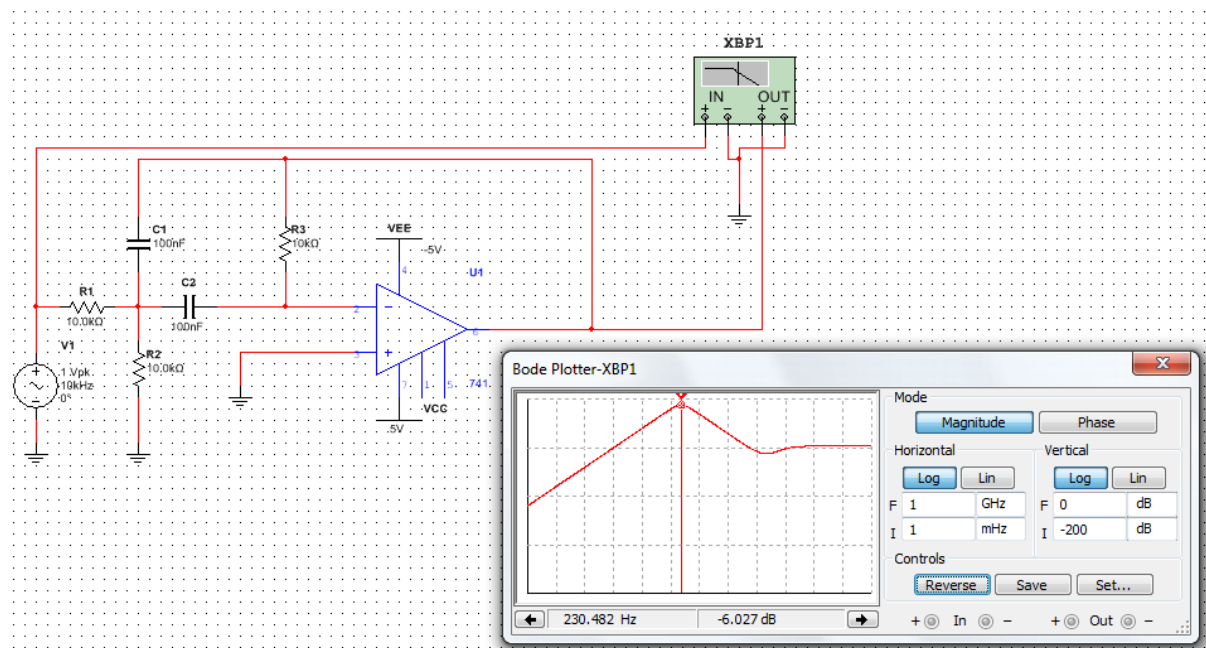 XBP1
IN OUT
+ − + −
C1
100nF
R3
10kΩ
VEE
-5V
4
U1
R1
10.0kΩ
C2
100nF
2
6
3
V1
1 Vpk
10kHz
0°
R2
10.0kΩ
7 1 5 741
VCC
5V
Bode Plotter-XBP1
Mode
Magnitude Phase
Horizontal Vertical
Log Lin Log Lin
F 1 GHz F 0 dB
I 1 mHz I -200 dB
Controls
Reverse Save Set...
230.482 Hz -6.027 dB
+ In − + Out −